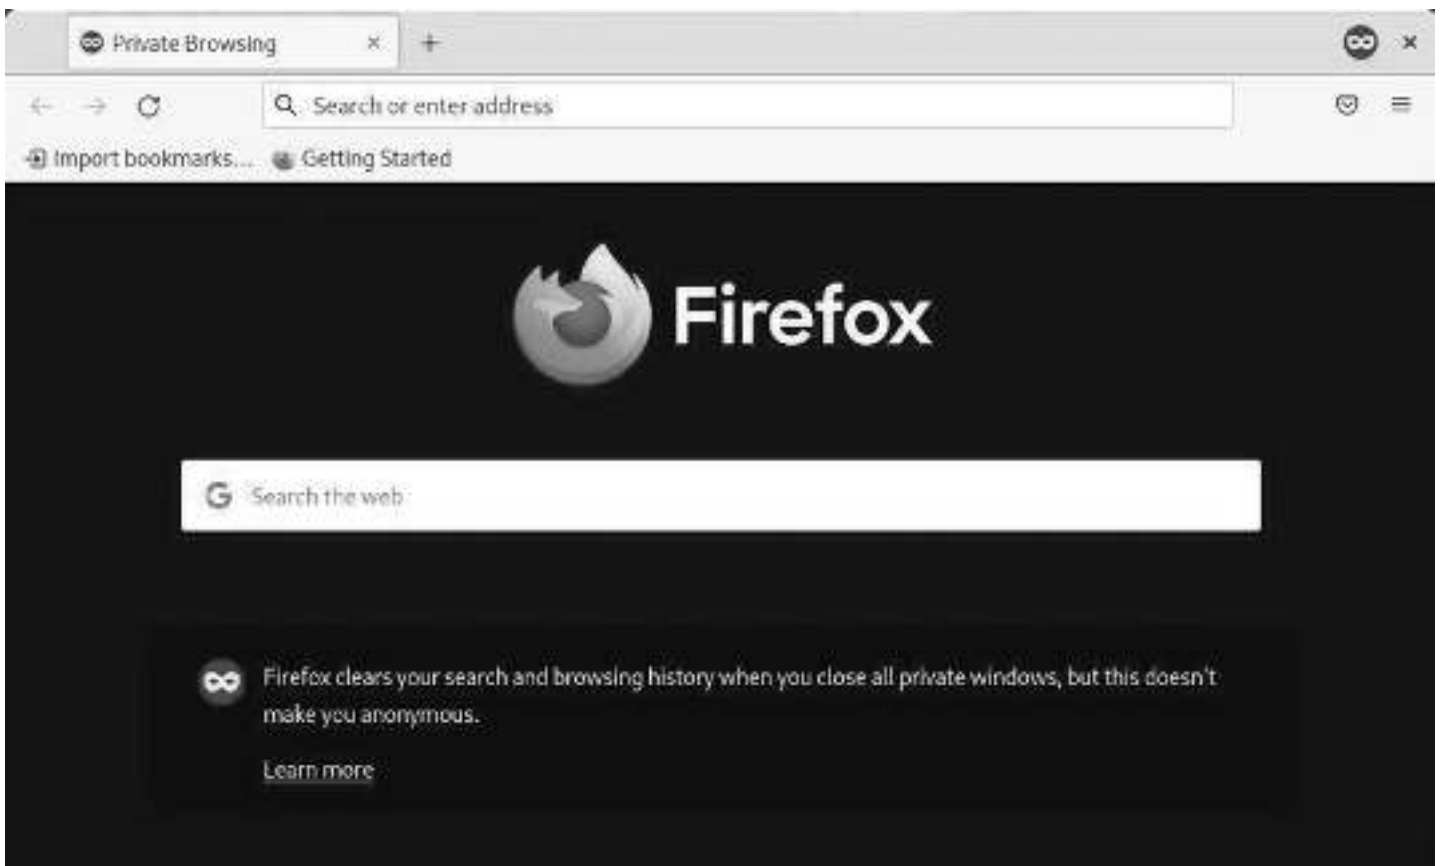 Private Browsing
Search or enter address
Import bookmarks... Getting Started
Firefox
G Search the web
Firefox clears your search and browsing history when you close all private windows, but this doesn't
make you anonymous.
Learn more